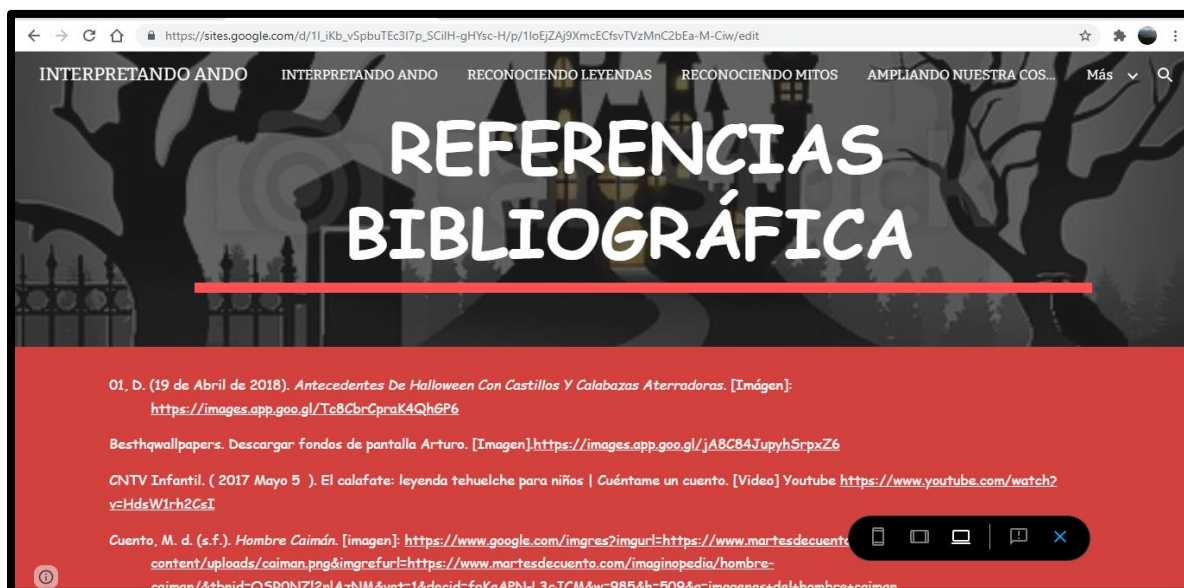 https://sites.google.com/d/1I_iKb_vSpbuTEc3I7p_SCiIH-gHYsc-H/p/1IoEjZAj9XmcECfsvTVzMnC2bEa-M-Ciw/edit
INTERPRETANDO ANDO INTERPRETANDO ANDO RECONOCIENDO LEYENDAS RECONOCIENDO MITOS AMPLIANDO NUESTRA COS... Más
REFERENCIAS
BIBLIOGRÁFICA
01, D. (19 de Abril de 2018). Antecedentes De Halloween Con Castillos Y Calabazas Aterradoras. [Imágen]:
https://images.app.goo.gl/Tc8CbrCpraK4QhGP6
Besthqwallpapers. Descargar fondos de pantalla Arturo. [Imagen].https://images.app.goo.gl/jA8C84JupyhSrpxZ6
CNTV Infantil. ( 2017 Mayo 5 ). El calafate: leyenda tehuelche para niños | Cuéntame un cuento. [Video] Youtube https://www.youtube.com/watch?
v=HdsW1rh2CsI
Cuento, M. d. (s.f.). Hombre Caimán. [imagen]: https://www.google.com/imgres?imgurl=https://www.martesdecuento
content/uploads/caiman.png&imgrefurl=https://www.martesdecuento.com/imaginopedia/hombre-